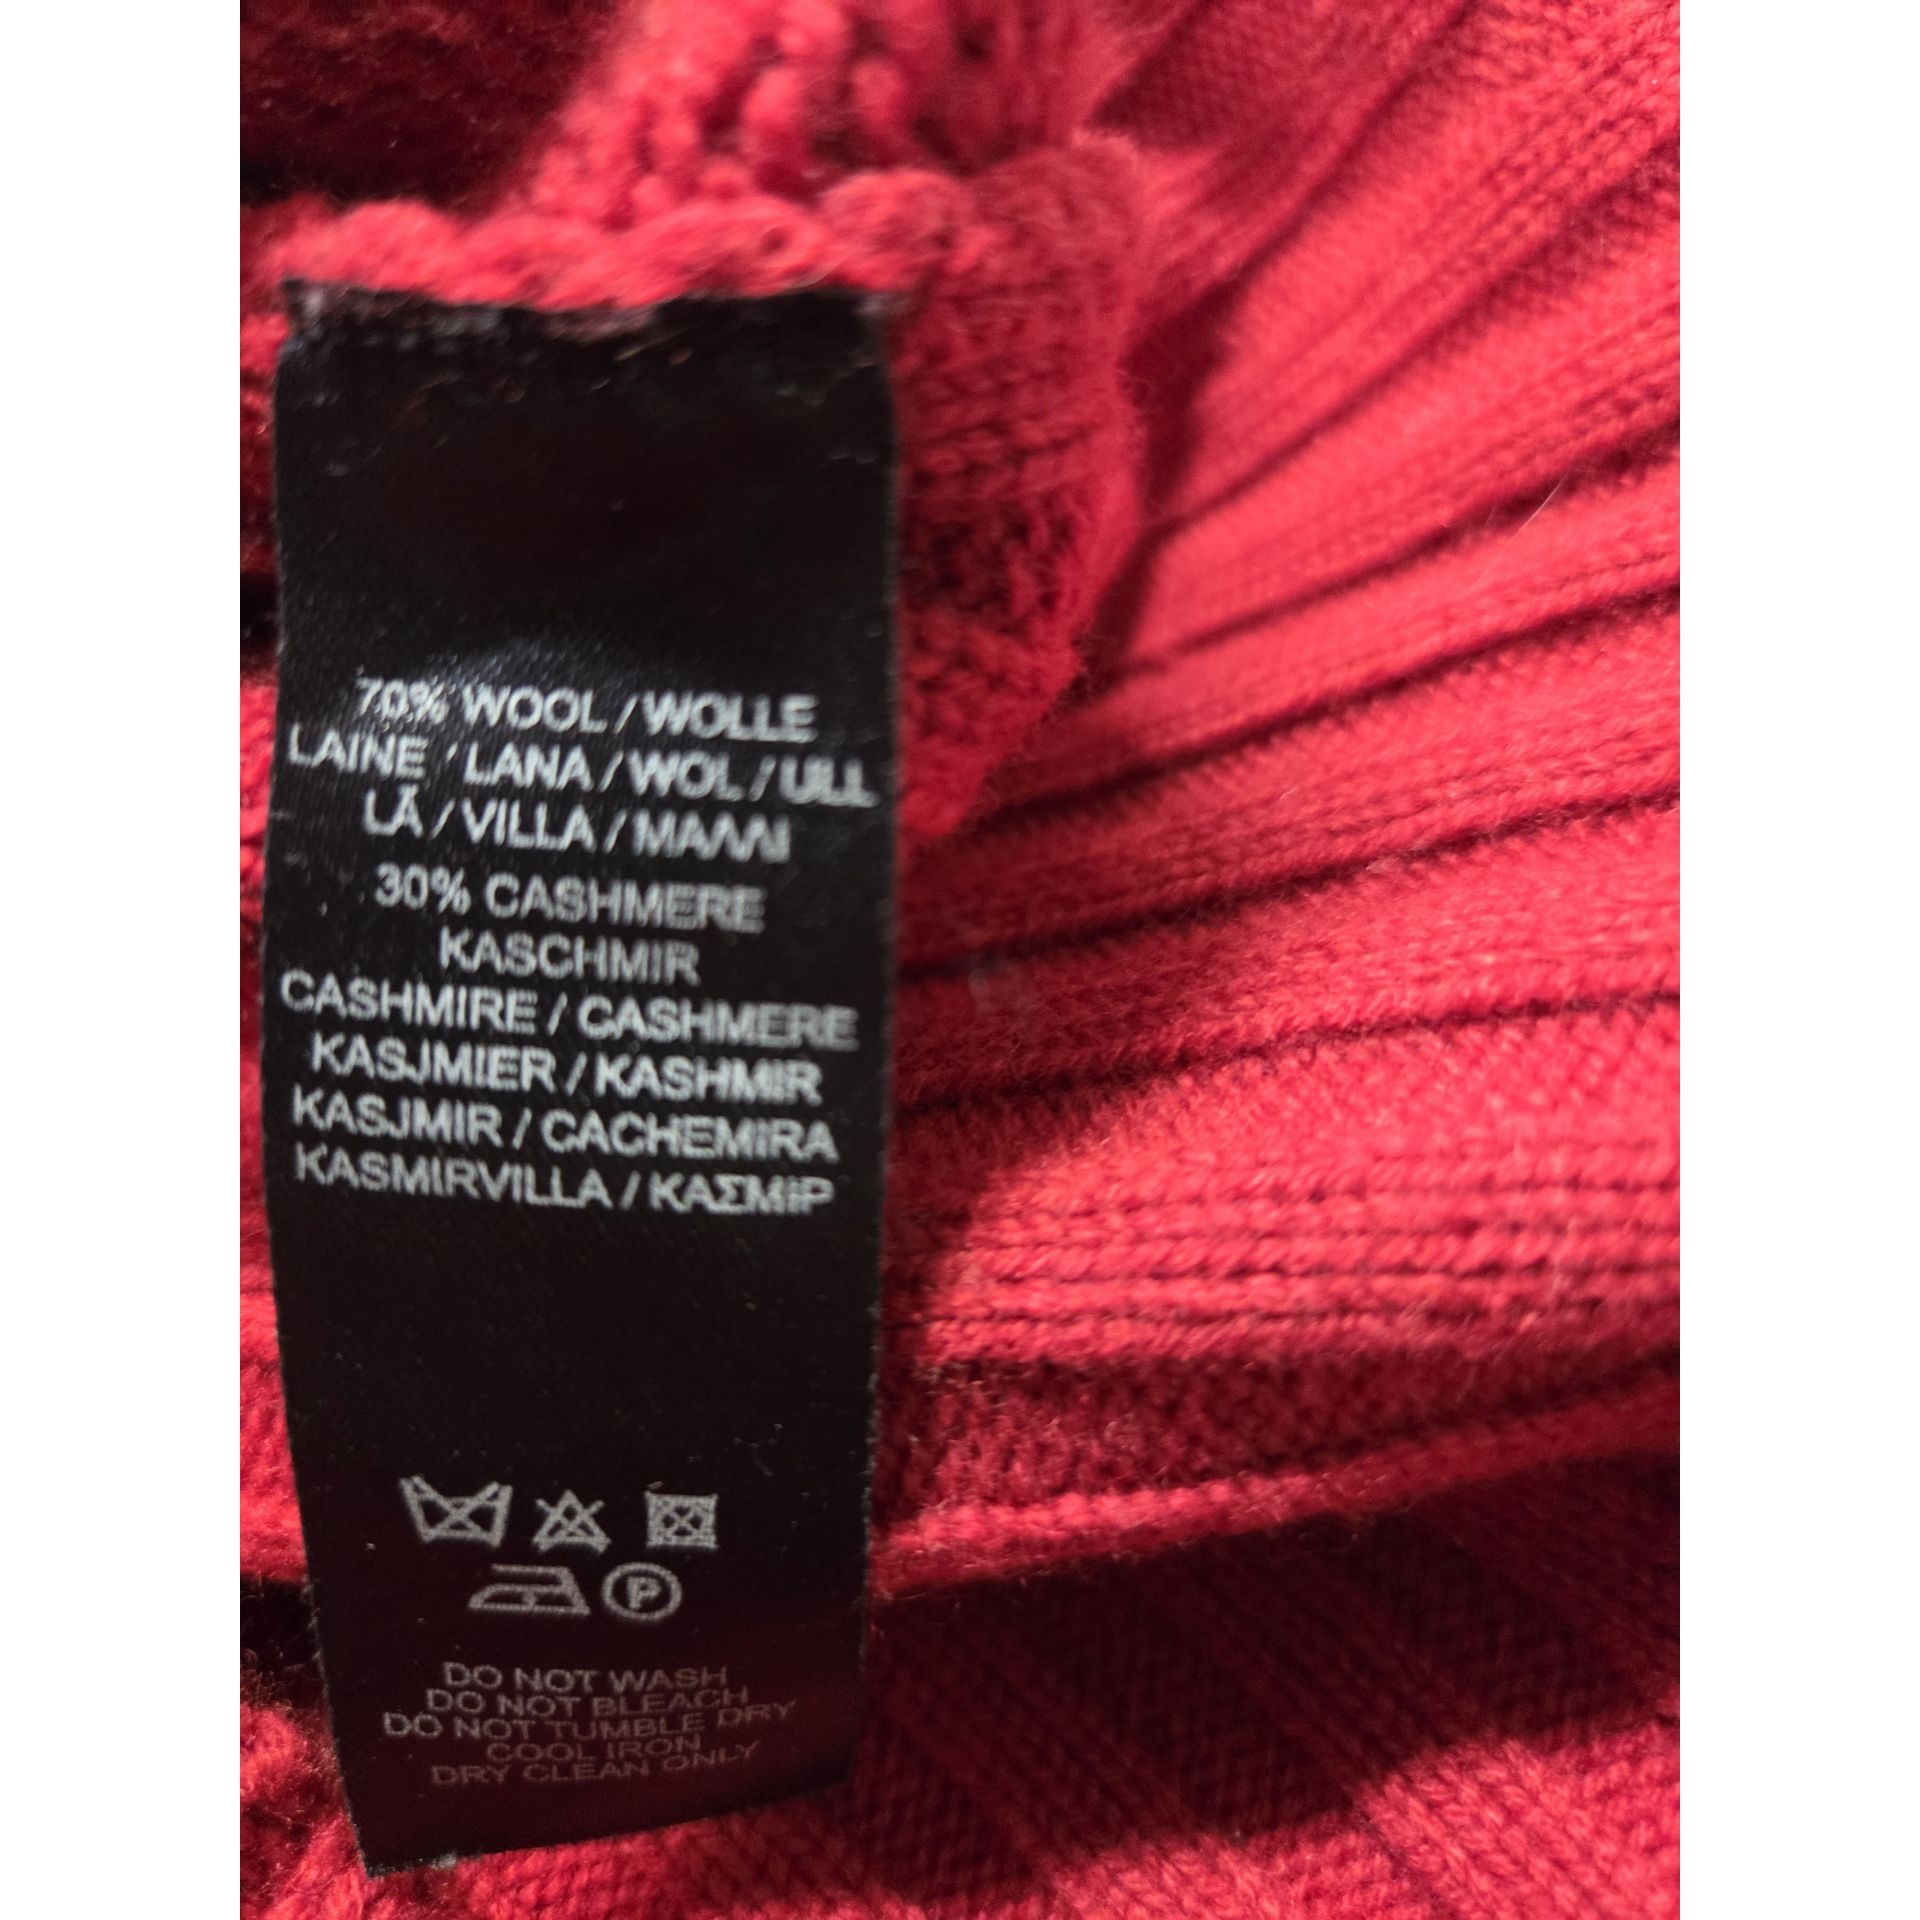 70% WOOL / WOLLE
LAINE / LANA / WOL / ULL
LÃ / VILLA / ΜΑΛΛΙ
30% CASHMERE
KASCHMIR
CASHMIRE / CASHMERE
KASJMIER / KASHMIR
KASJMIR / CACHEMIRA
KASMIRVILLA / ΚΑΣΜΙΡ
P
DO NOT WASH
DO NOT BLEACH
DO NOT TUMBLE DRY
COOL IRON
DRY CLEAN ONLY